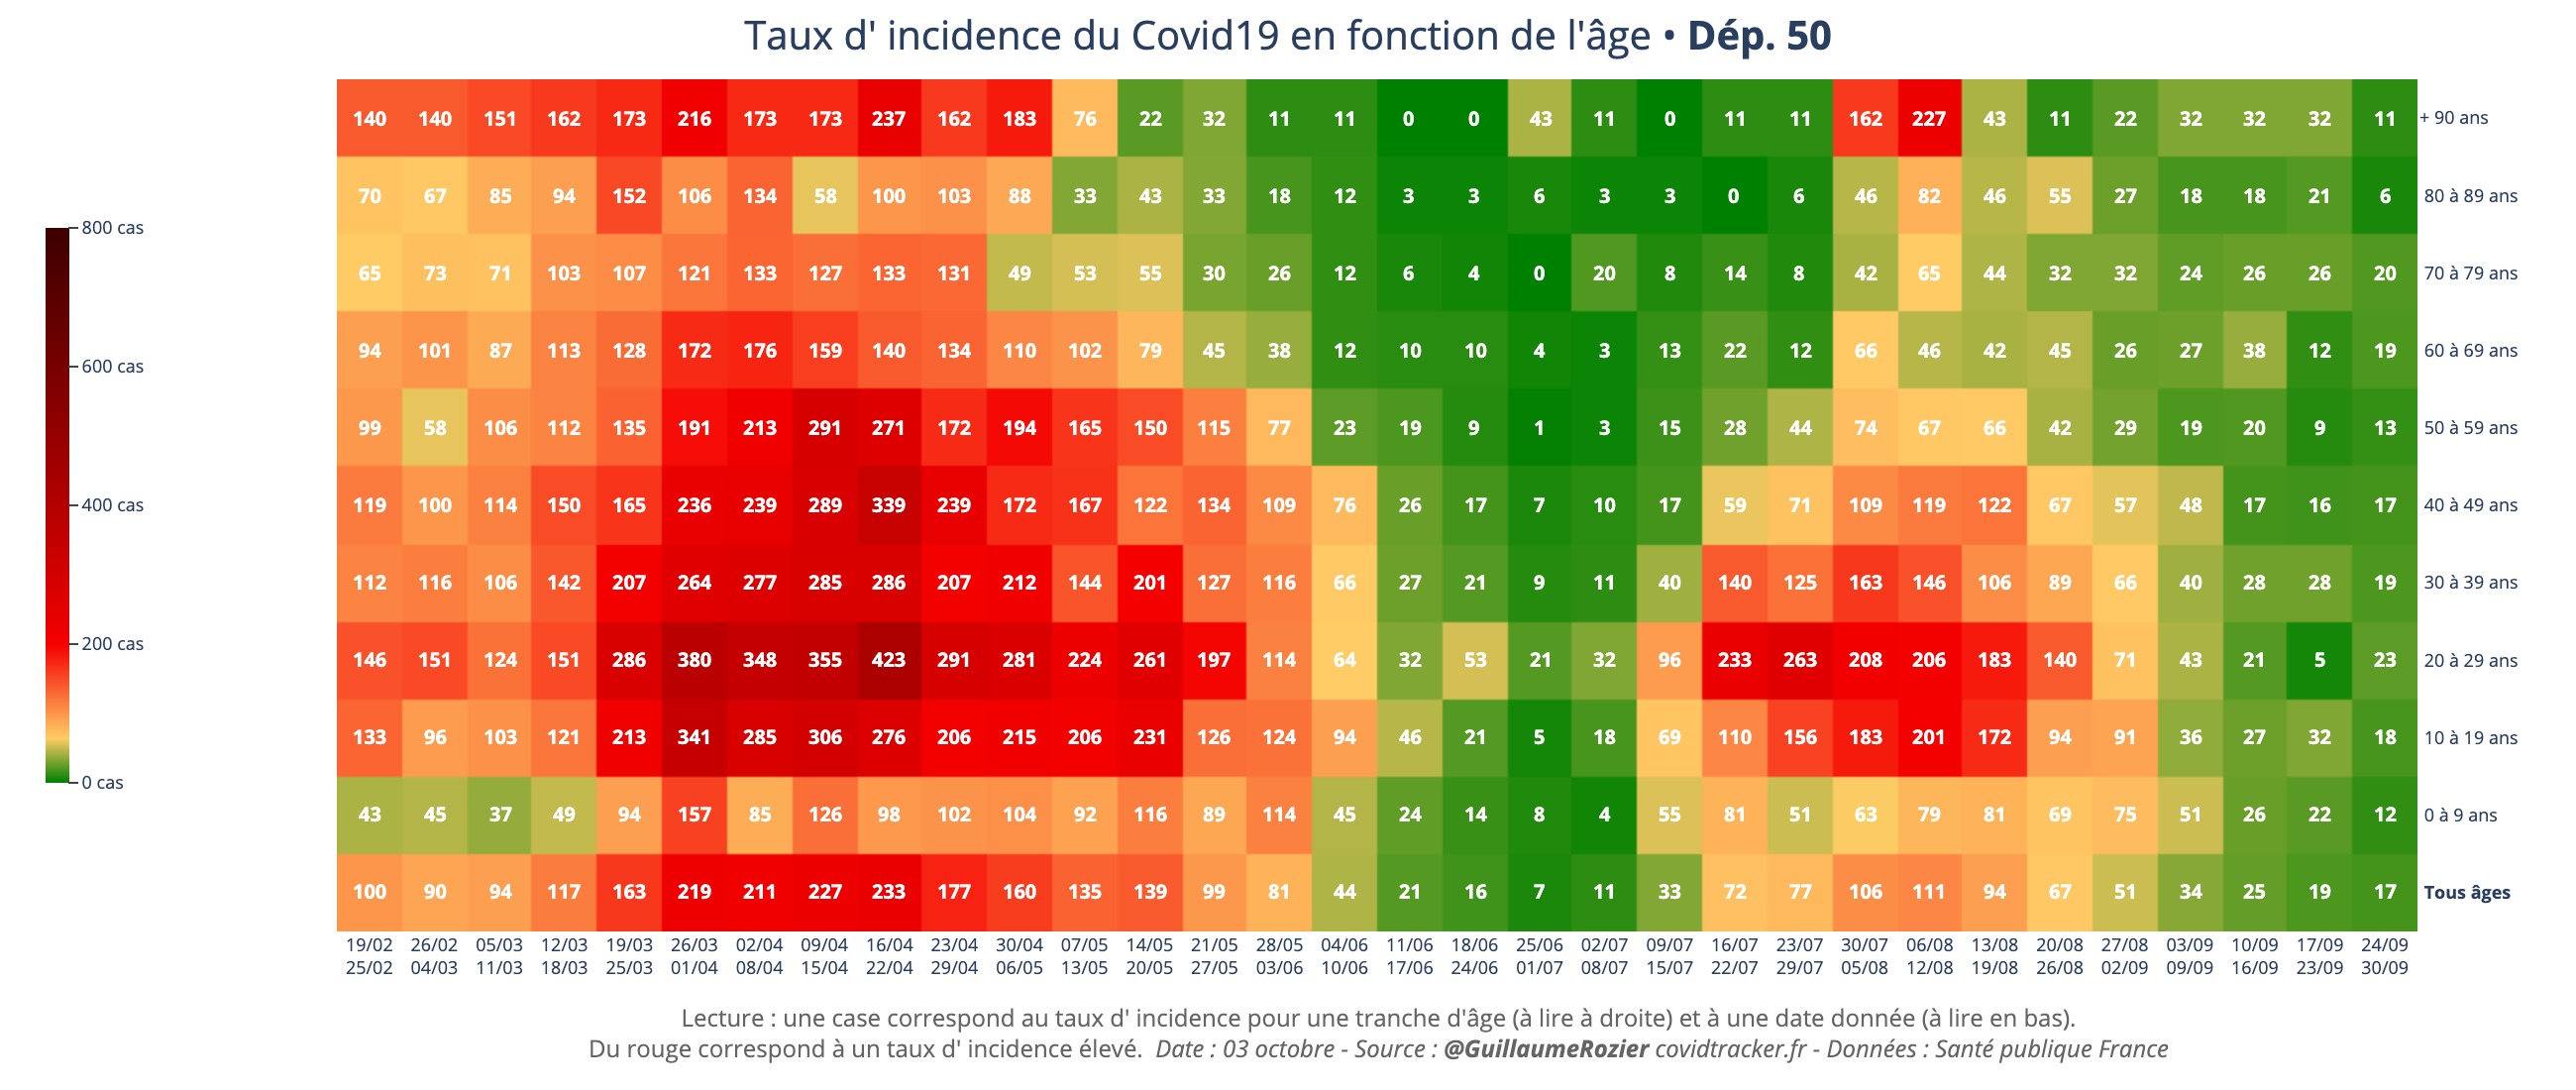 Taux d' incidence du Covid19 en fonction de l'âge • Dép. 50
140 140 151 162 173 216 173 173 237 162 183 76 22 32 11 11 0 0 43 11 0 11 11 162 227 43 11 22 32 32 32 11 + 90 ans
70 67 85 94 152 106 134 58 100 103 88 33 43 33 18 12 3 3 6 3 3 0 6 46 82 46 55 27 18 18 21 6 80 à 89 ans
65 73 71 103 107 121 133 127 133 131 49 53 55 30 26 12 6 4 0 20 8 14 8 42 65 44 32 32 24 26 26 20 70 à 79 ans
94 101 87 113 128 172 176 159 140 134 110 102 79 45 38 12 10 10 4 3 13 22 12 66 46 42 45 26 27 38 12 19 60 à 69 ans
99 58 106 112 135 191 213 291 271 172 194 165 150 115 77 23 19 9 1 3 15 28 44 74 67 66 42 29 19 20 9 13 50 à 59 ans
119 100 114 150 165 236 239 289 339 239 172 167 122 134 109 76 26 17 7 10 17 59 71 109 119 122 67 57 48 17 16 17 40 à 49 ans
112 116 106 142 207 264 277 285 286 207 212 144 201 127 116 66 27 21 9 11 40 140 125 163 146 106 89 66 40 28 28 19 30 à 39 ans
146 151 124 151 286 380 348 355 423 291 281 224 261 197 114 64 32 53 21 32 96 233 263 208 206 183 140 71 43 21 5 23 20 à 29 ans
133 96 103 121 213 341 285 306 276 206 215 206 231 126 124 94 46 21 5 18 69 110 156 183 201 172 94 91 36 27 32 18 10 à 19 ans
43 45 37 49 94 157 85 126 98 102 104 92 116 89 114 45 24 14 8 4 55 81 51 63 79 81 69 75 51 26 22 12 0 à 9 ans
100 90 94 117 163 219 211 227 233 177 160 135 139 99 81 44 21 16 7 11 33 72 77 106 111 94 67 51 34 25 19 17 Tous âges
19/02 26/02 05/03 12/03 19/03 26/03 02/04 09/04 16/04 23/04 30/04 07/05 14/05 21/05 28/05 04/06 11/06 18/06 25/06 02/07 09/07 16/07 23/07 30/07 06/08 13/08 20/08 27/08 03/09 10/09 17/09 24/09
25/02 04/03 11/03 18/03 25/03 01/04 08/04 15/04 22/04 29/04 06/05 13/05 20/05 27/05 03/06 10/06 17/06 24/06 01/07 08/07 15/07 22/07 29/07 05/08 12/08 19/08 26/08 02/09 09/09 16/09 23/09 30/09
800 cas
600 cas
400 cas
200 cas
0 cas
Lecture : une case correspond au taux d' incidence pour une tranche d'âge (à lire à droite) et à une date donnée (à lire en bas).
Du rouge correspond à un taux d' incidence élevé. Date : 03 octobre - Source : @GuillaumeRozier covidtracker.fr - Données : Santé publique France